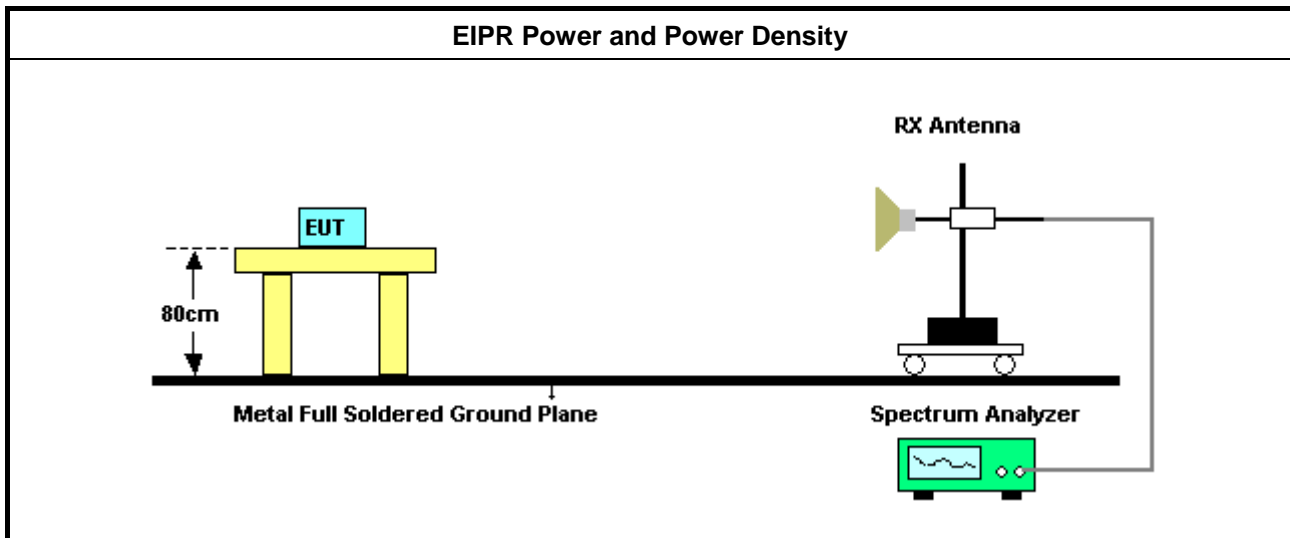 EIPR Power and Power Density
RX Antenna
EUT
80cm
Metal Full Soldered Ground Plane
Spectrum Analyzer